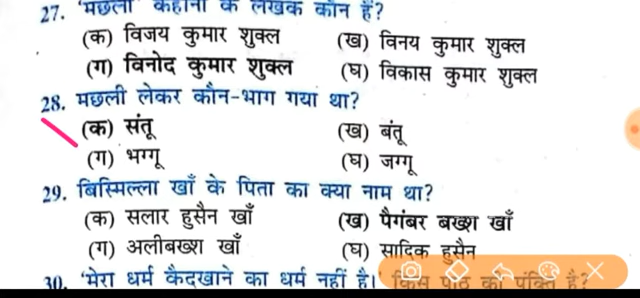 27. 'मछली' कहानी के लेखक कौन हैं?
(क) विजय कुमार शुक्ल (ख) विनय कुमार शुक्ल
(ग) विनोद कुमार शुक्ल (घ) विकास कुमार शुक्ल
28. मछली लेकर कौन-भाग गया था?
(क) संतू (ख) बंतू
(ग) भग्गू (घ) जग्गू
29. बिस्मिल्ला खाँ के पिता का क्या नाम था?
(क) सलार हुसैन खाँ (ख) पैगंबर बख्श खाँ
(ग) अलीबख्श खाँ (घ) सादिक हुसैन
30. 'मेरा धर्म कैदखाने का धर्म नहीं है।' किस पाठ की पंक्ति है?